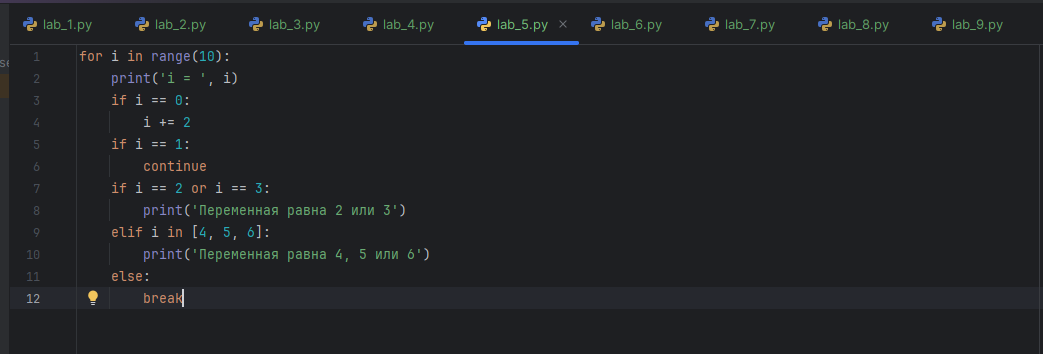 lab_1.py lab_2.py lab_3.py lab_4.py lab_5.py lab_6.py lab_7.py lab_8.py lab_9.py
1 for i in range(10):
2     print('i = ', i)
3     if i == 0:
4         i += 2
5     if i == 1:
6         continue
7     if i == 2 or i == 3:
8         print('Переменная равна 2 или 3')
9     elif i in [4, 5, 6]:
10         print('Переменная равна 4, 5 или 6')
11     else:
12         break